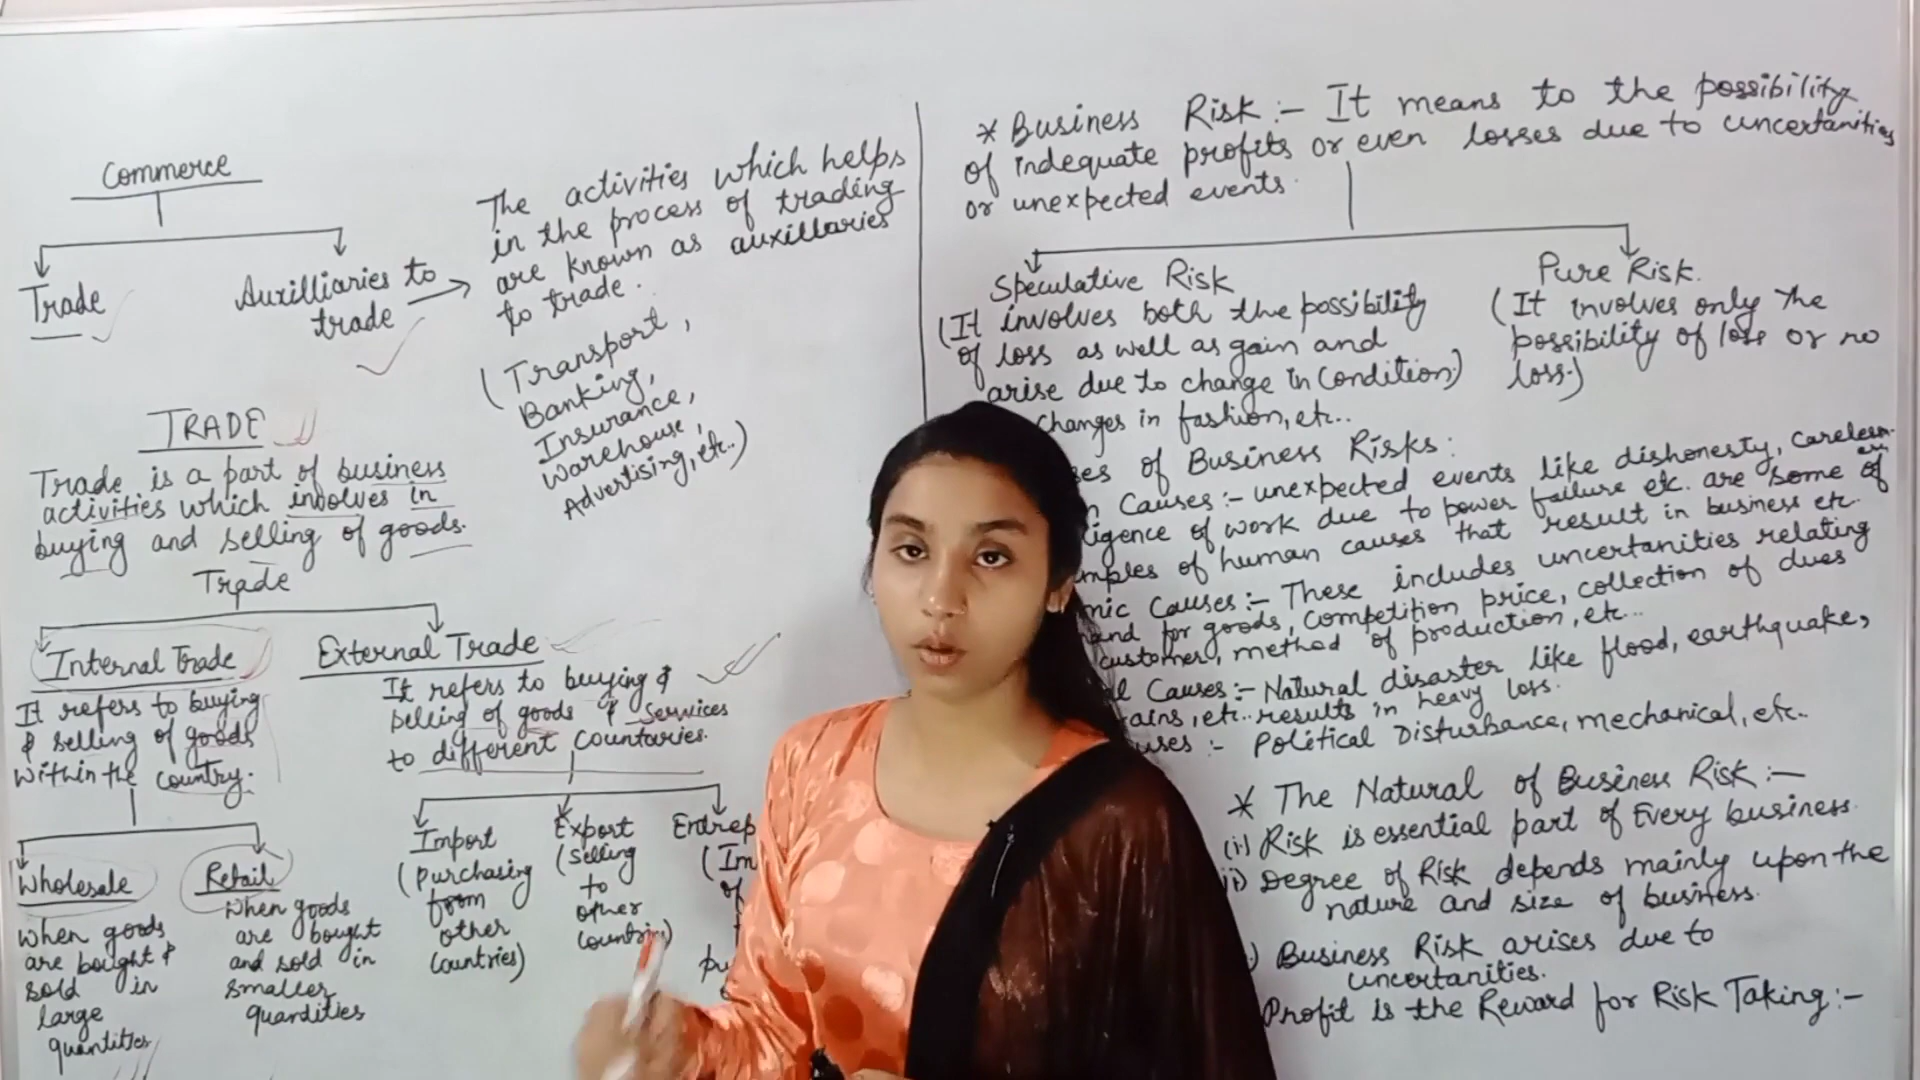 Commerce
Trade
Auxilliaries to
trade
The activities which helps
in the process of trading
are known as auxillaries
to trade.
(Transport,
Banking,
Insurance,
Warehouse,
Advertising, etc..)
TRADE
Trade is a part of business
activities which involves in
buying and selling of goods.
Trade
Internal Trade
It refers to buying
& selling of goods
within the country.
Wholesale
when goods
are bought &
sold in
large
quantities
Retail
when goods
are bought
and sold in
smaller
quantities
External Trade
It refers to buying &
selling of goods & services
to different countaries.
Import
(purchasing
from
other
countries)
Export
(selling
to
other
countries)
Entrep
(Im
of
pu
* Business Risk :- It means to the possibility
of indequate profits or even losses due to uncertanities
or unexpected events.
Speculative Risk
(It involves both the possibility
of loss as well as gain and
arise due to change in condition)
changes in fashion, etc..
Pure Risk.
(It involves only the
possibility of loss or no
loss.)
ses of Business Risks :
n Causes :- unexpected events like dishonesty, careless
ligence of work due to power failure etc. are some of
mples of human causes that result in business etc.
mic Causes :- These includes uncertanities relating
and for goods, competition price, collection of dues
customer, method of production, etc..
al Causes :- Natural disaster like flood, earthquake,
ains, etc.. results in heavy loss.
uses :- Political Disturbance, mechanical, etc..
* The Natural of Business Risk :-
(i) Risk is essential part of Every business.
ii) Degree of Risk depends mainly upon the
nature and size of business.
) Business Risk arises due to
uncertanities.
Profit is the Reward for Risk Taking :-